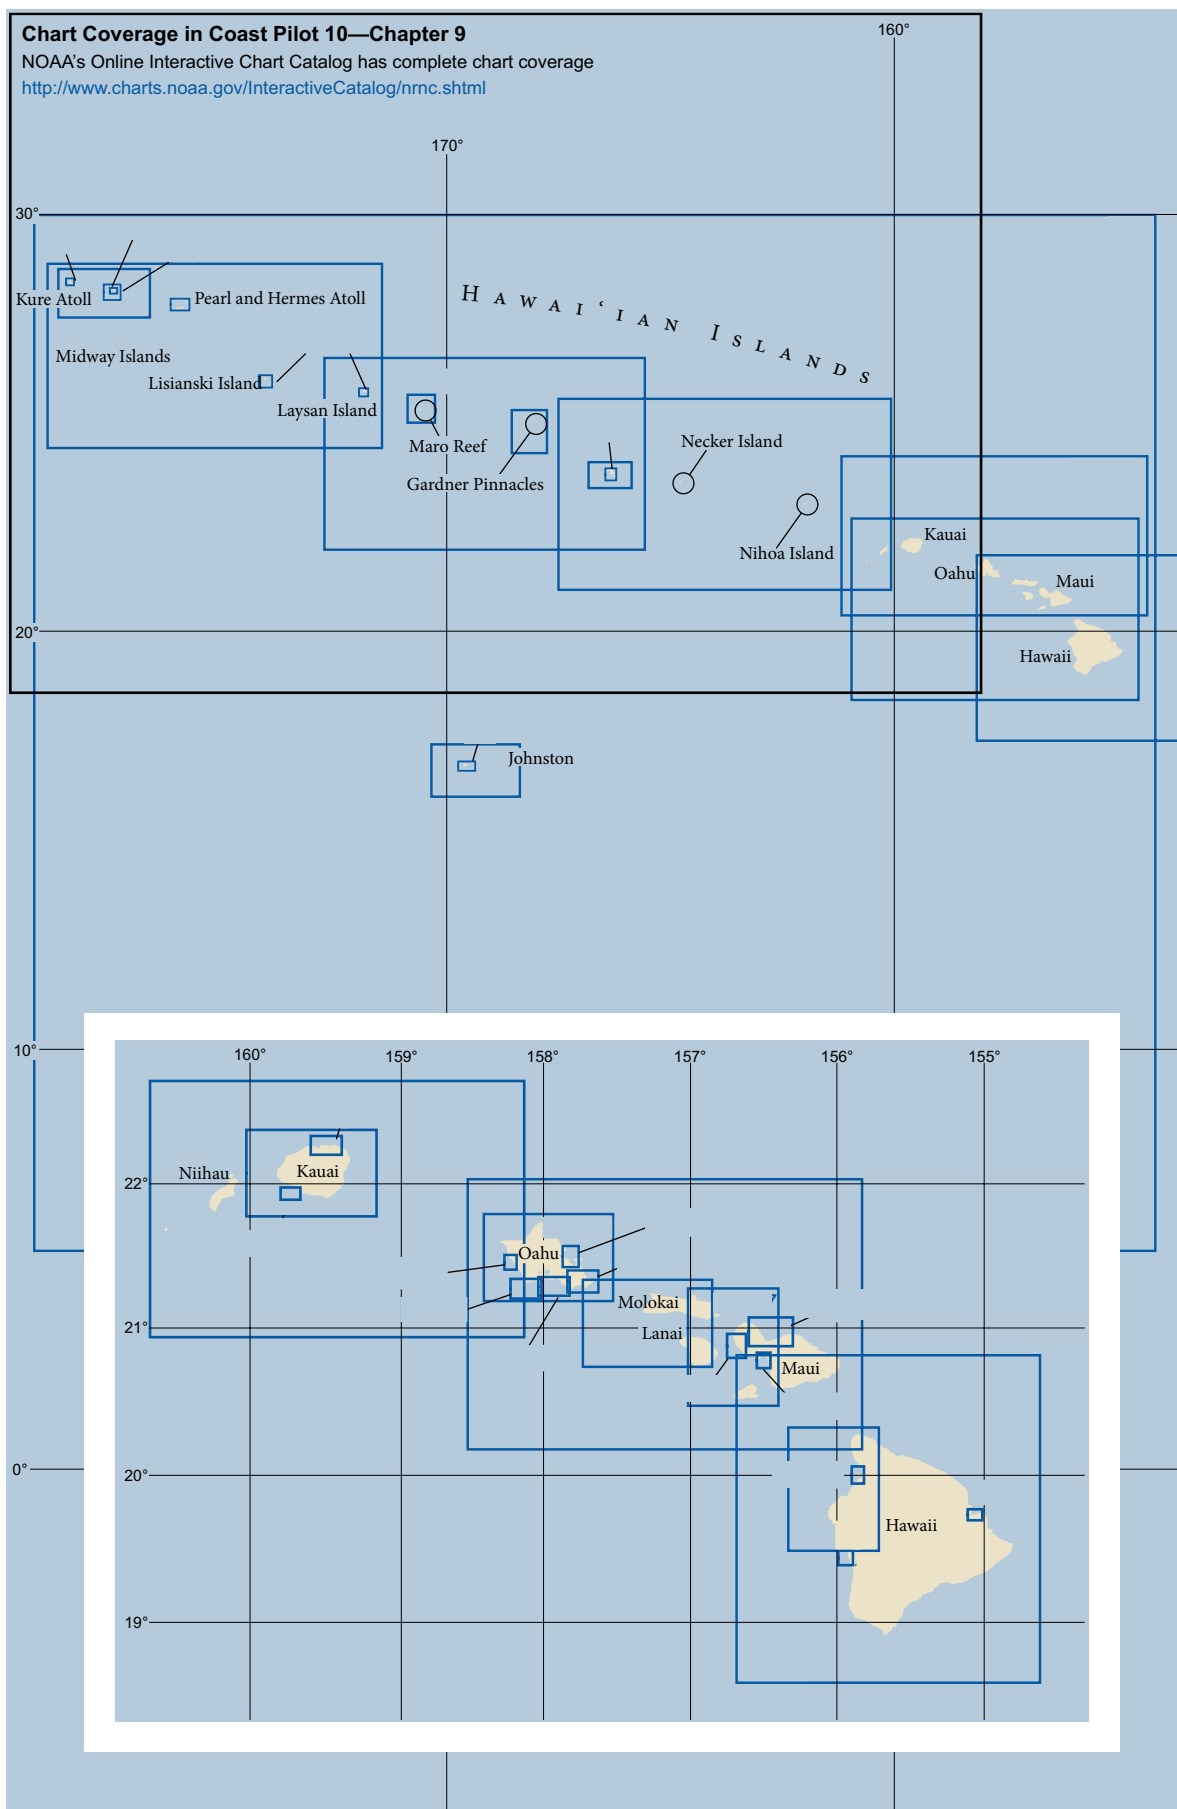 Chart Coverage in Coast Pilot 10—Chapter 9
NOAA's Online Interactive Chart Catalog has complete chart coverage
http://www.charts.noaa.gov/InteractiveCatalog/nrnc.shtml
160°
170°
30°
Kure Atoll
Pearl and Hermes Atoll
HAWAIʻIAN ISLANDS
Midway Islands
Lisianski Island
Laysan Island
Maro Reef
Gardner Pinnacles
Necker Island
Nihoa Island
Kauai
Oahu
Maui
20°
Hawaii
Johnston
10°
0°
160°
159°
158°
157°
156°
155°
Niihau
Kauai
22°
Oahu
Molokai
21°
Lanai
Maui
20°
Hawaii
19°